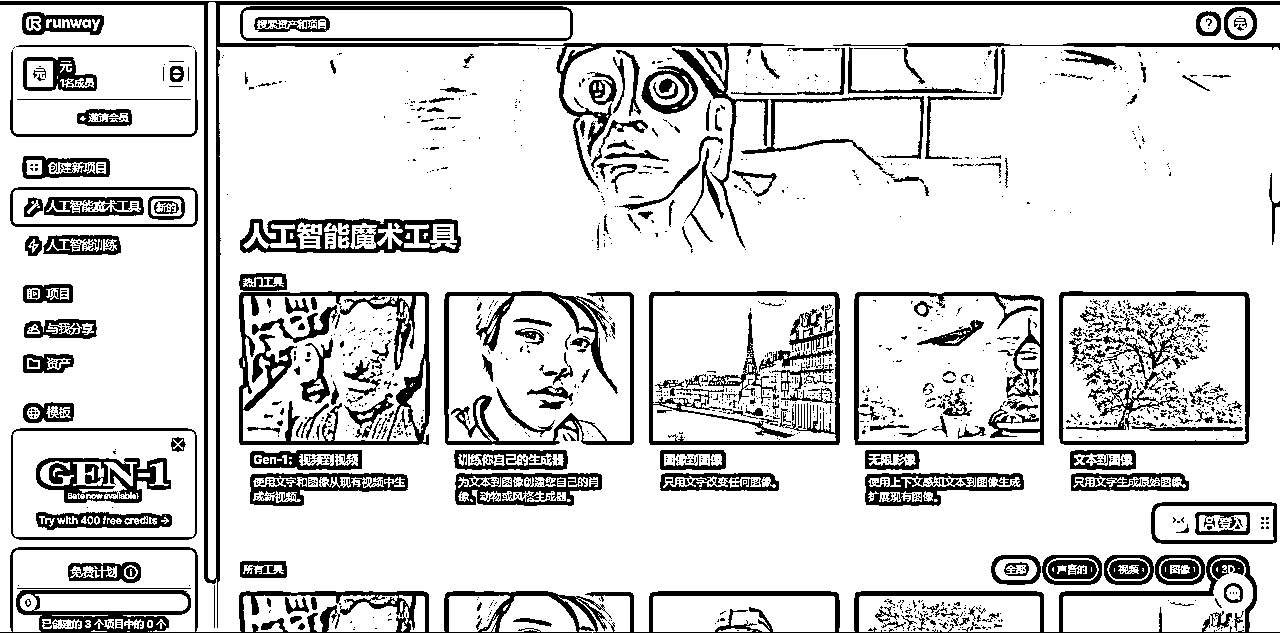 runway
搜索资产和项目
?
元
元
元
1名成员
+ 邀请会员
创建新项目
人工智能魔术工具 新的
人工智能训练
项目
与我分享
资产
模板
GEN-1
Beta now available!
Try with 400 free credits →
免费计划
0
已创建的 3 个项目中的 0 个
人工智能魔术工具
热门工具
Gen-1：视频到视频
使用文字和图像从现有视频中生
成新视频。
训练你自己的生成器
为文本到图像创建您自己的肖
像、动物或风格生成器。
图像到图像
只用文字改变任何图像。
无限影像
使用上下文感知文本到图像生成
扩展现有图像。
文本到图像
只用文字生成原始图像。
所有工具
全部
声音的
视频
图像
3D